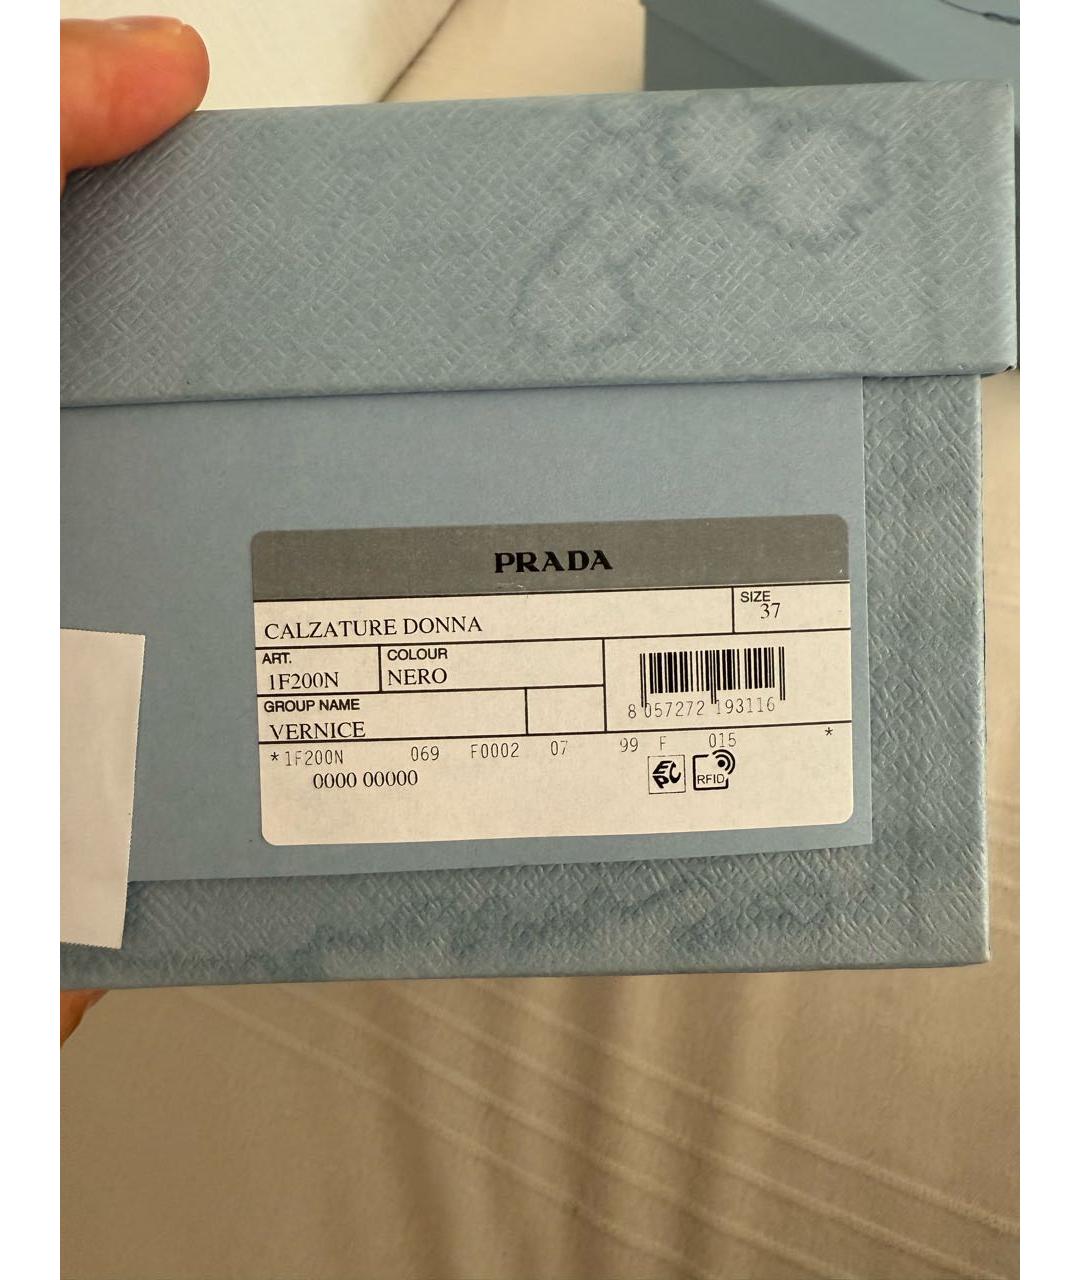 PRADA
CALZATURE DONNA
SIZE
37
ART.
1F200N
COLOUR
NERO
GROUP NAME
VERNICE
8 057272 193116
*1F200N 069 F0002 07 99 F 015 *
0000 00000
EPC
RFID